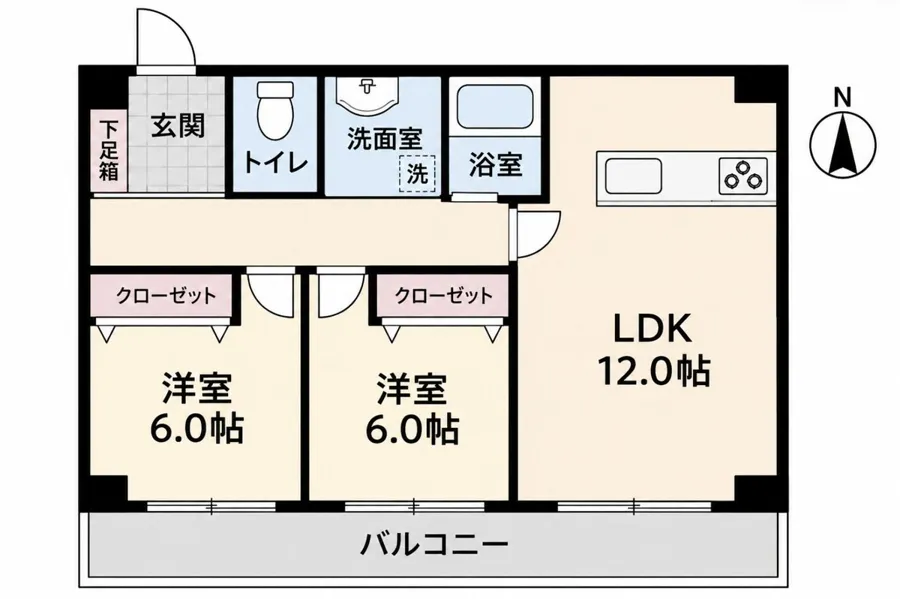 N
玄関
下足箱
トイレ
洗面室
洗
浴室
クローゼット
クローゼット
洋室
6.0帖
洋室
6.0帖
LDK
12.0帖
バルコニー